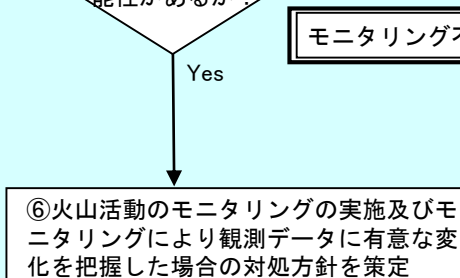 能性があるか？
モニタリング不
Yes
⑥火山活動のモニタリングの実施及びモ
ニタリングにより観測データに有意な変
化を把握した場合の対処方針を策定